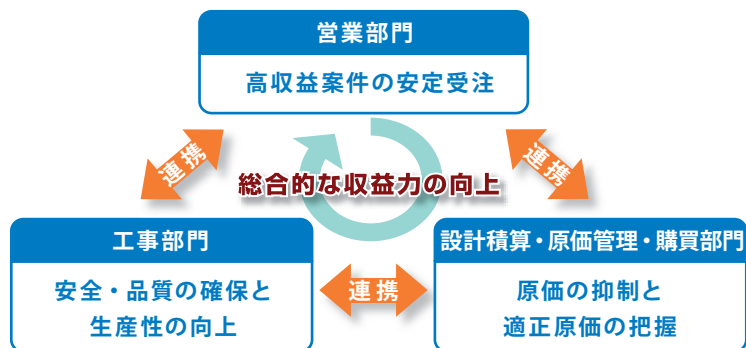 営業部門
高収益案件の安定受注
連携
連携
総合的な収益力の向上
工事部門
安全・品質の確保と
生産性の向上
連携
設計積算・原価管理・購買部門
原価の抑制と
適正原価の把握